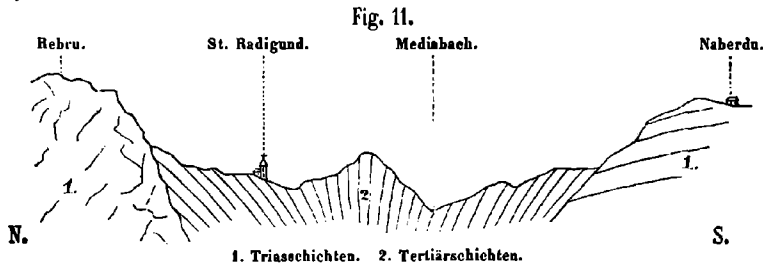 Fig. 11.
Rebru. St. Radigund. Mediabach. Naberdu.
1. 2 1.
N. S.
1. Triasschichten. 2. Tertiärschichten.